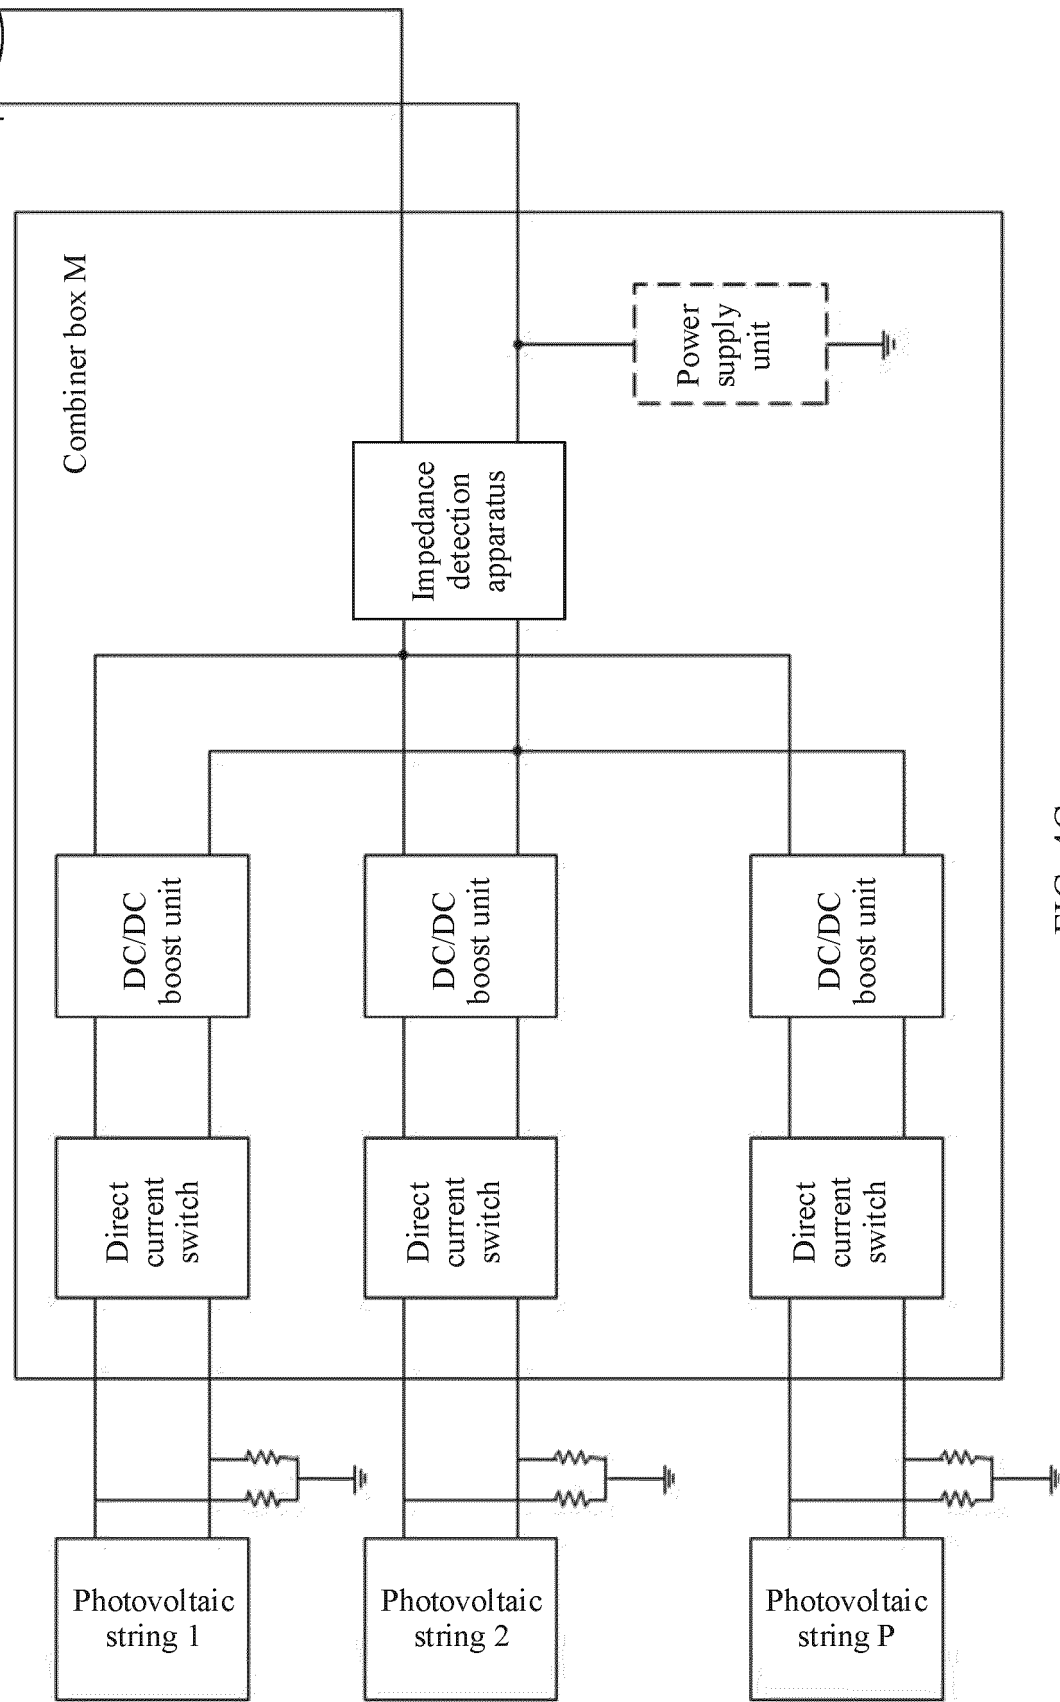 Combiner box M
Power
supply
unit
Impedance
detection
apparatus
DC/DC
boost unit
DC/DC
boost unit
DC/DC
boost unit
Direct
current
switch
Direct
current
switch
Direct
current
switch
Photovoltaic
string 1
Photovoltaic
string 2
Photovoltaic
string P